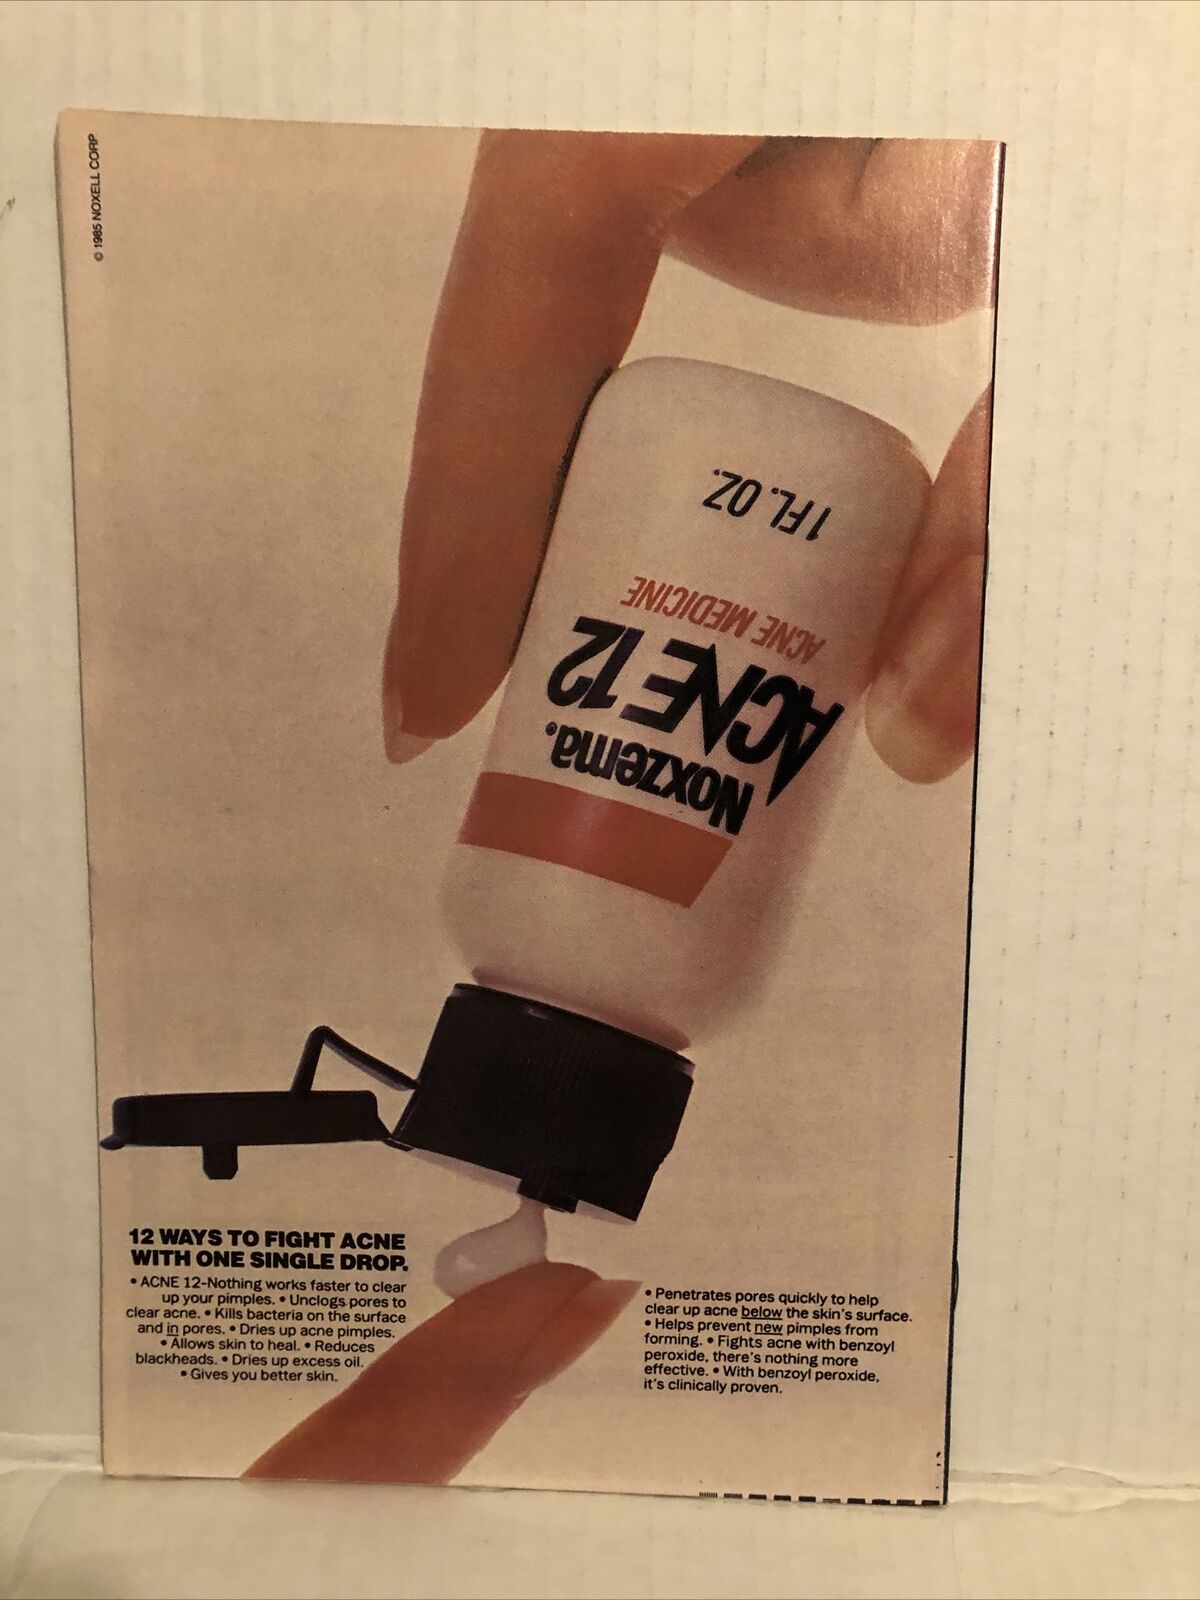 © 1985 NOXELL CORP
1 FL. OZ.
ACNE MEDICINE
ACNE 12
Noxzema®
12 WAYS TO FIGHT ACNE
WITH ONE SINGLE DROP.
• ACNE 12-Nothing works faster to clear
up your pimples. • Unclogs pores to
clear acne. • Kills bacteria on the surface
and in pores. • Dries up acne pimples.
• Allows skin to heal. • Reduces
blackheads. • Dries up excess oil.
• Gives you better skin.
• Penetrates pores quickly to help
clear up acne below the skin's surface.
• Helps prevent new pimples from
forming. • Fights acne with benzoyl
peroxide, there's nothing more
effective. • With benzoyl peroxide,
it's clinically proven.